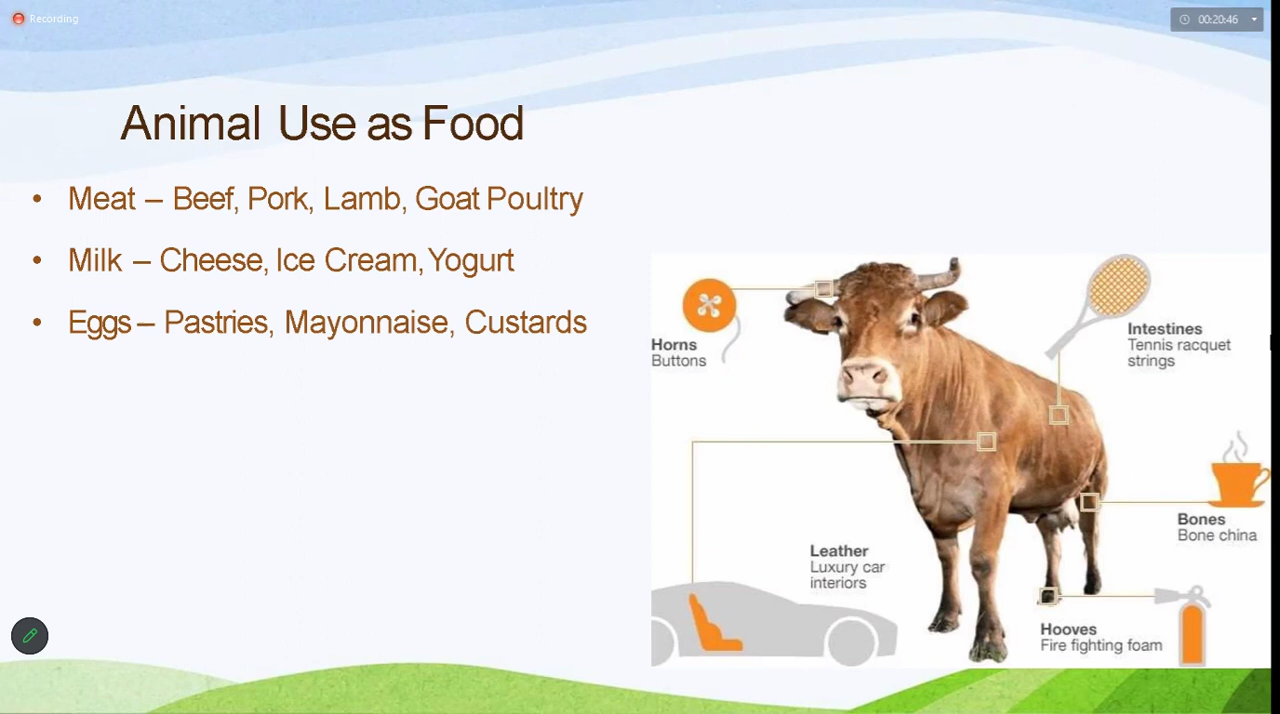 Recording
00:20:46
Animal Use as Food
• Meat – Beef, Pork, Lamb, Goat Poultry
• Milk – Cheese, Ice Cream, Yogurt
• Eggs – Pastries, Mayonnaise, Custards
Horns
Buttons
Intestines
Tennis racquet
strings
Bones
Bone china
Leather
Luxury car
interiors
Hooves
Fire fighting foam